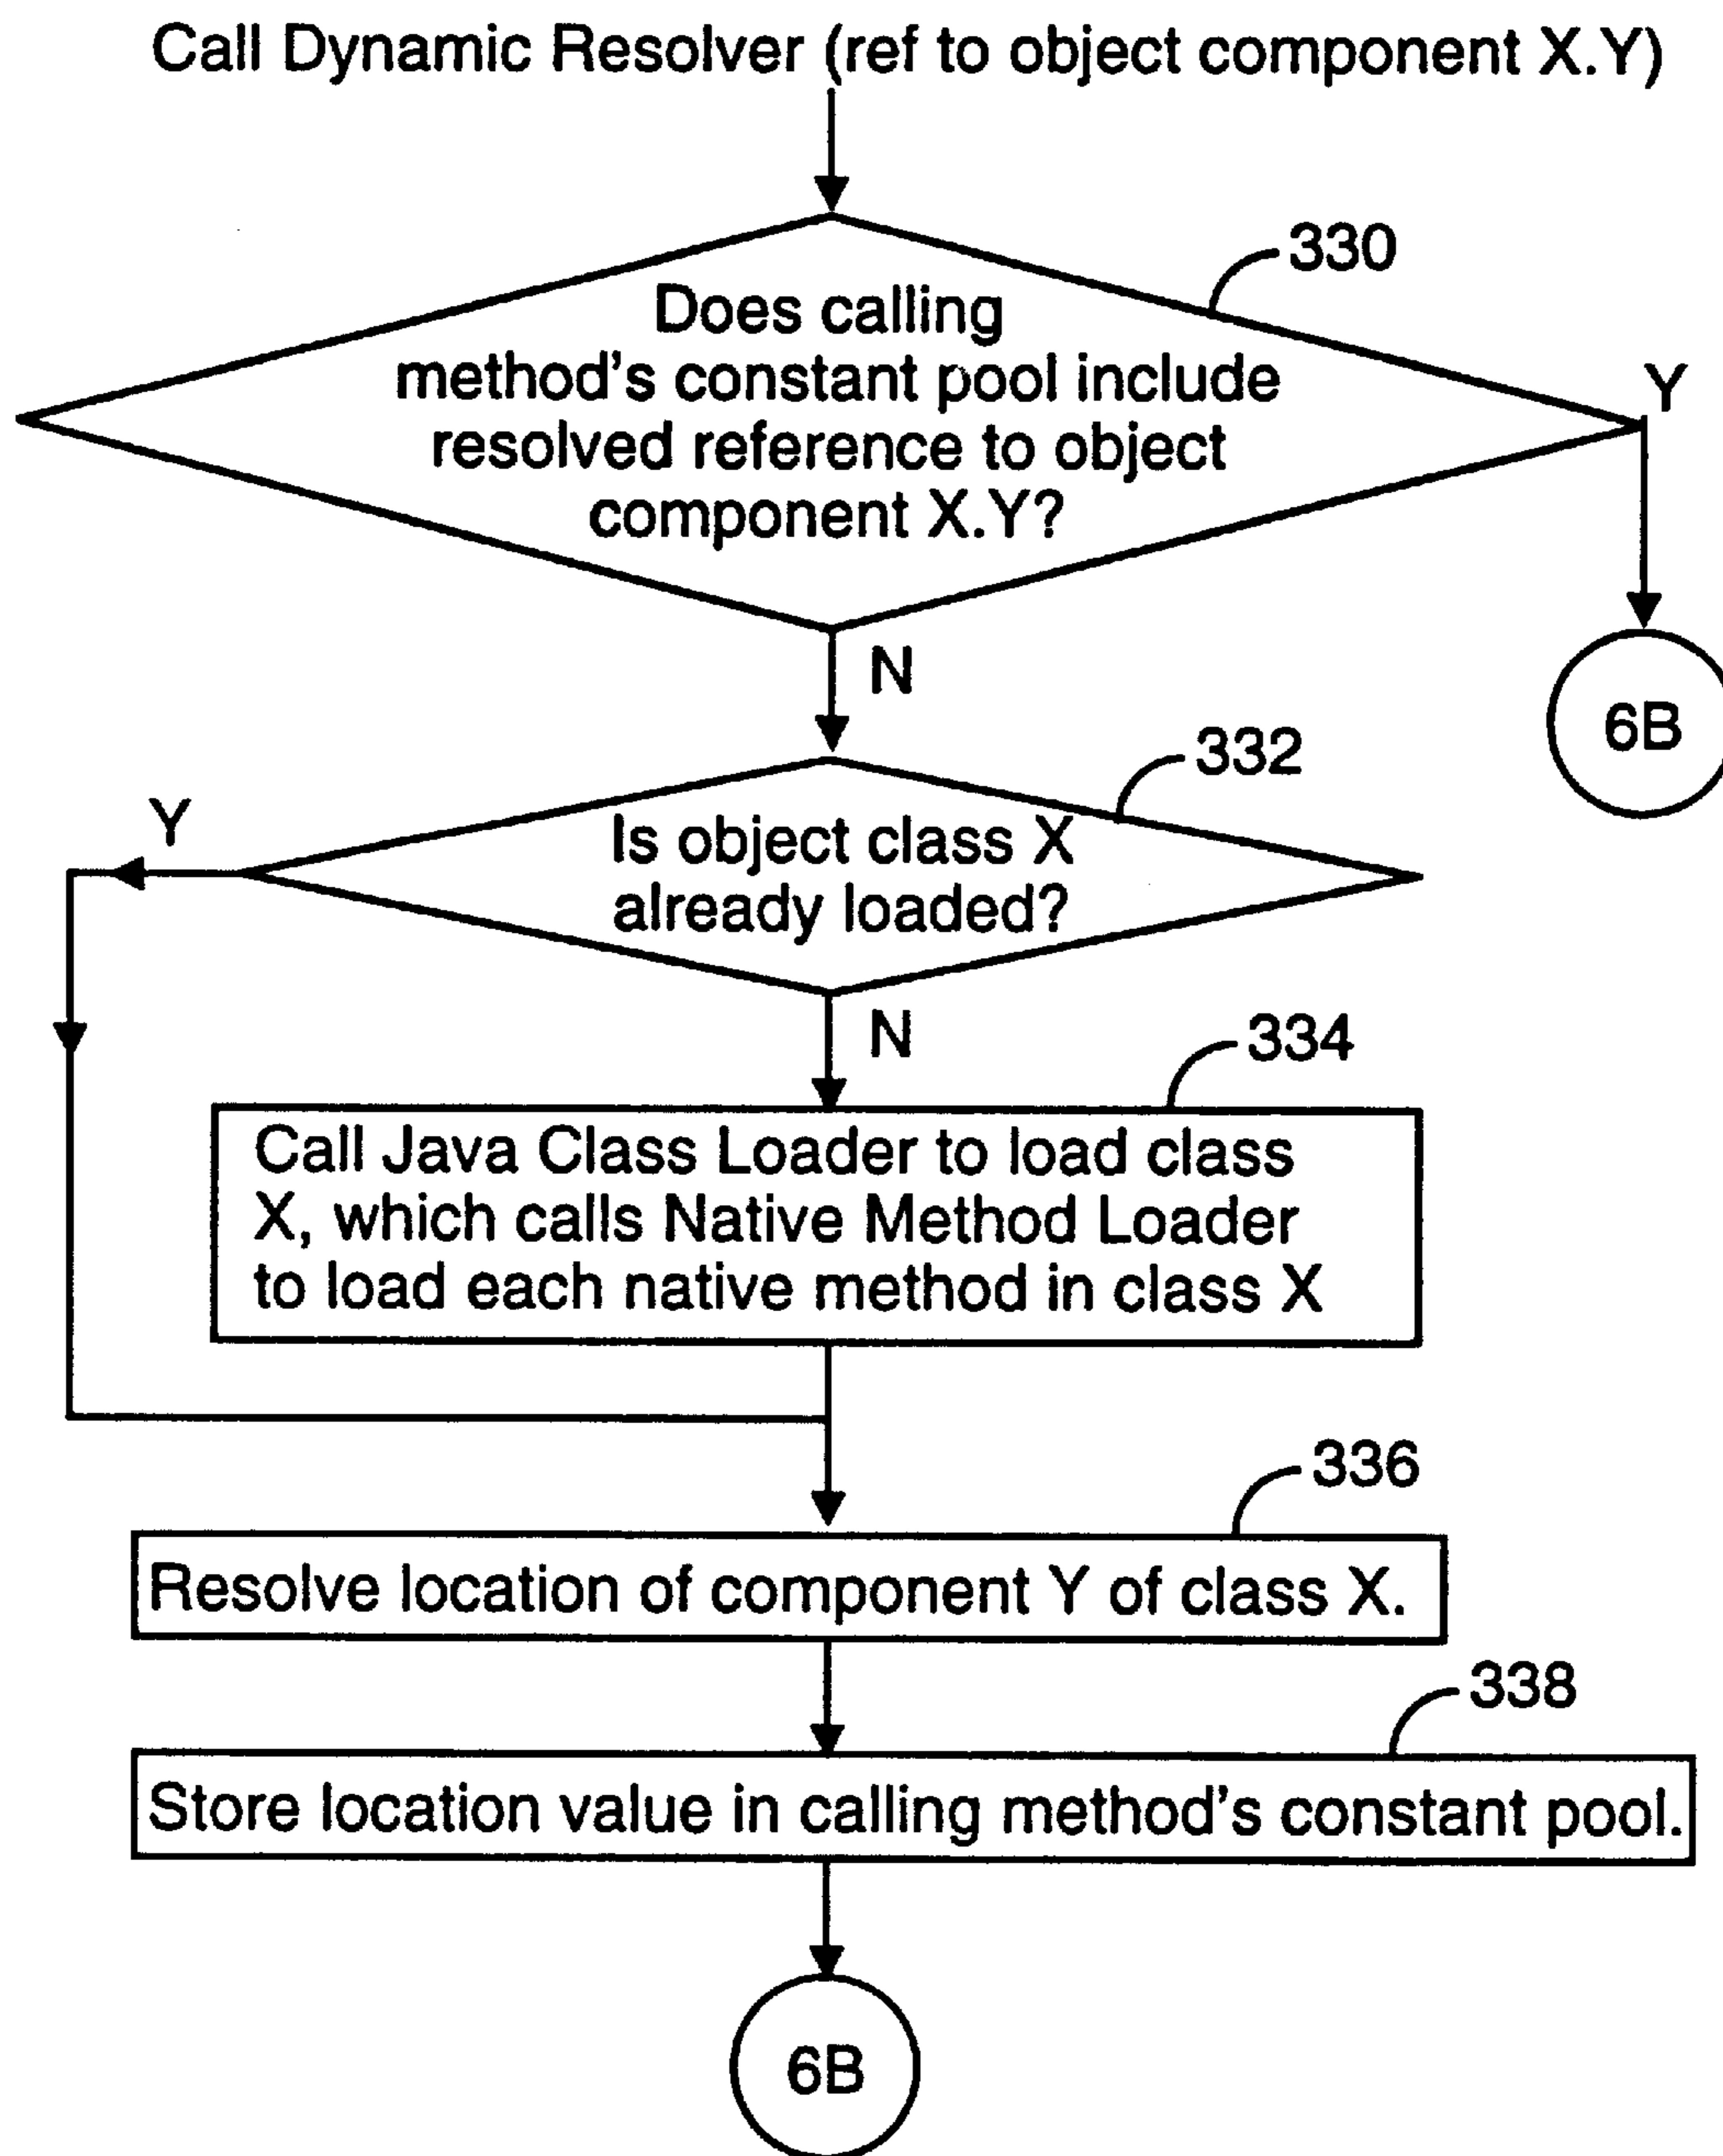 Call Dynamic Resolver (ref to object component X.Y)
330
Does calling
method's constant pool include
resolved reference to object
component X.Y?
Y
N
6B
332
Y
Is object class X
already loaded?
N
334
Call Java Class Loader to load class
X, which calls Native Method Loader
to load each native method in class X
336
Resolve location of component Y of class X.
338
Store location value in calling method's constant pool.
6B